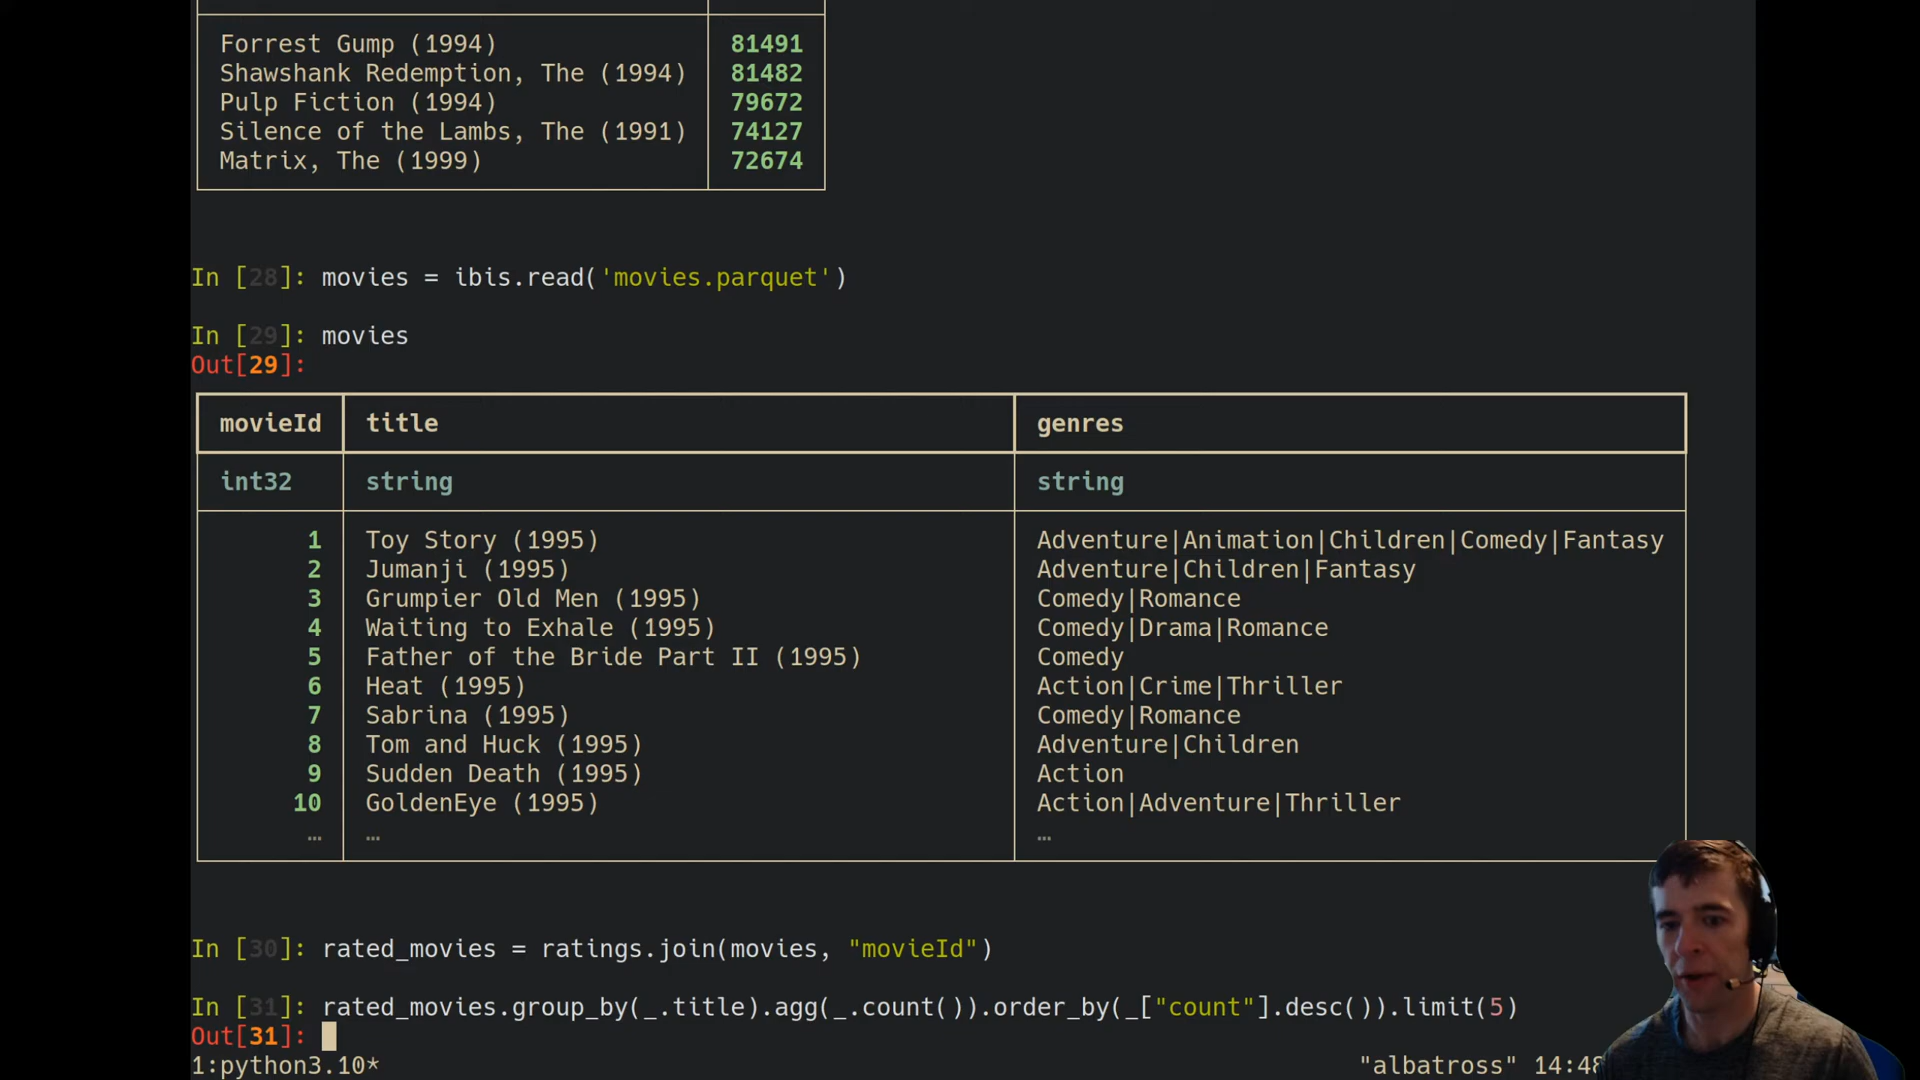 Forrest Gump (1994) 81491
Shawshank Redemption, The (1994) 81482
Pulp Fiction (1994) 79672
Silence of the Lambs, The (1991) 74127
Matrix, The (1999) 72674
In [28]: movies = ibis.read('movies.parquet')
In [29]: movies
Out[29]:
movieId title genres
int32 string string
1 Toy Story (1995) Adventure|Animation|Children|Comedy|Fantasy
2 Jumanji (1995) Adventure|Children|Fantasy
3 Grumpier Old Men (1995) Comedy|Romance
4 Waiting to Exhale (1995) Comedy|Drama|Romance
5 Father of the Bride Part II (1995) Comedy
6 Heat (1995) Action|Crime|Thriller
7 Sabrina (1995) Comedy|Romance
8 Tom and Huck (1995) Adventure|Children
9 Sudden Death (1995) Action
10 GoldenEye (1995) Action|Adventure|Thriller
… … …
In [30]: rated_movies = ratings.join(movies, "movieId")
In [31]: rated_movies.group_by(_.title).agg(_.count()).order_by(_["count"].desc()).limit(5)
Out[31]:
1:python3.10* "albatross" 14:48